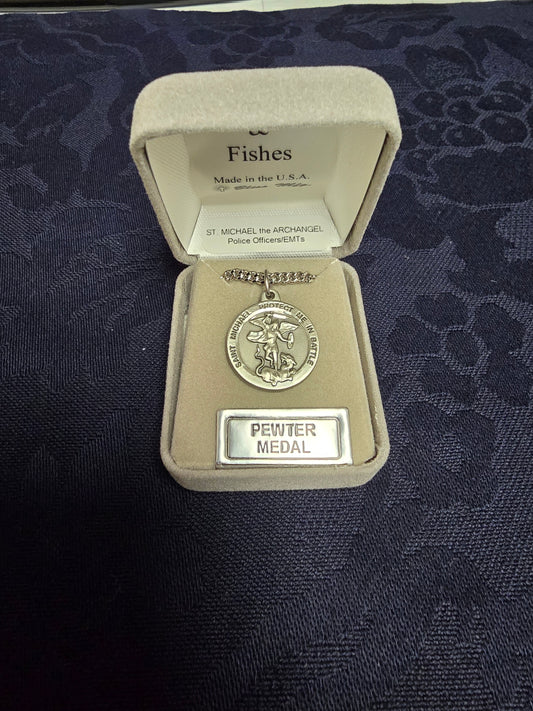 &
Fishes
Made in the U.S.A.
ST. MICHAEL the ARCHANGEL
Police Officers/EMTs
SAINT MICHAEL PROTECT ME IN BATTLE
PEWTER
MEDAL